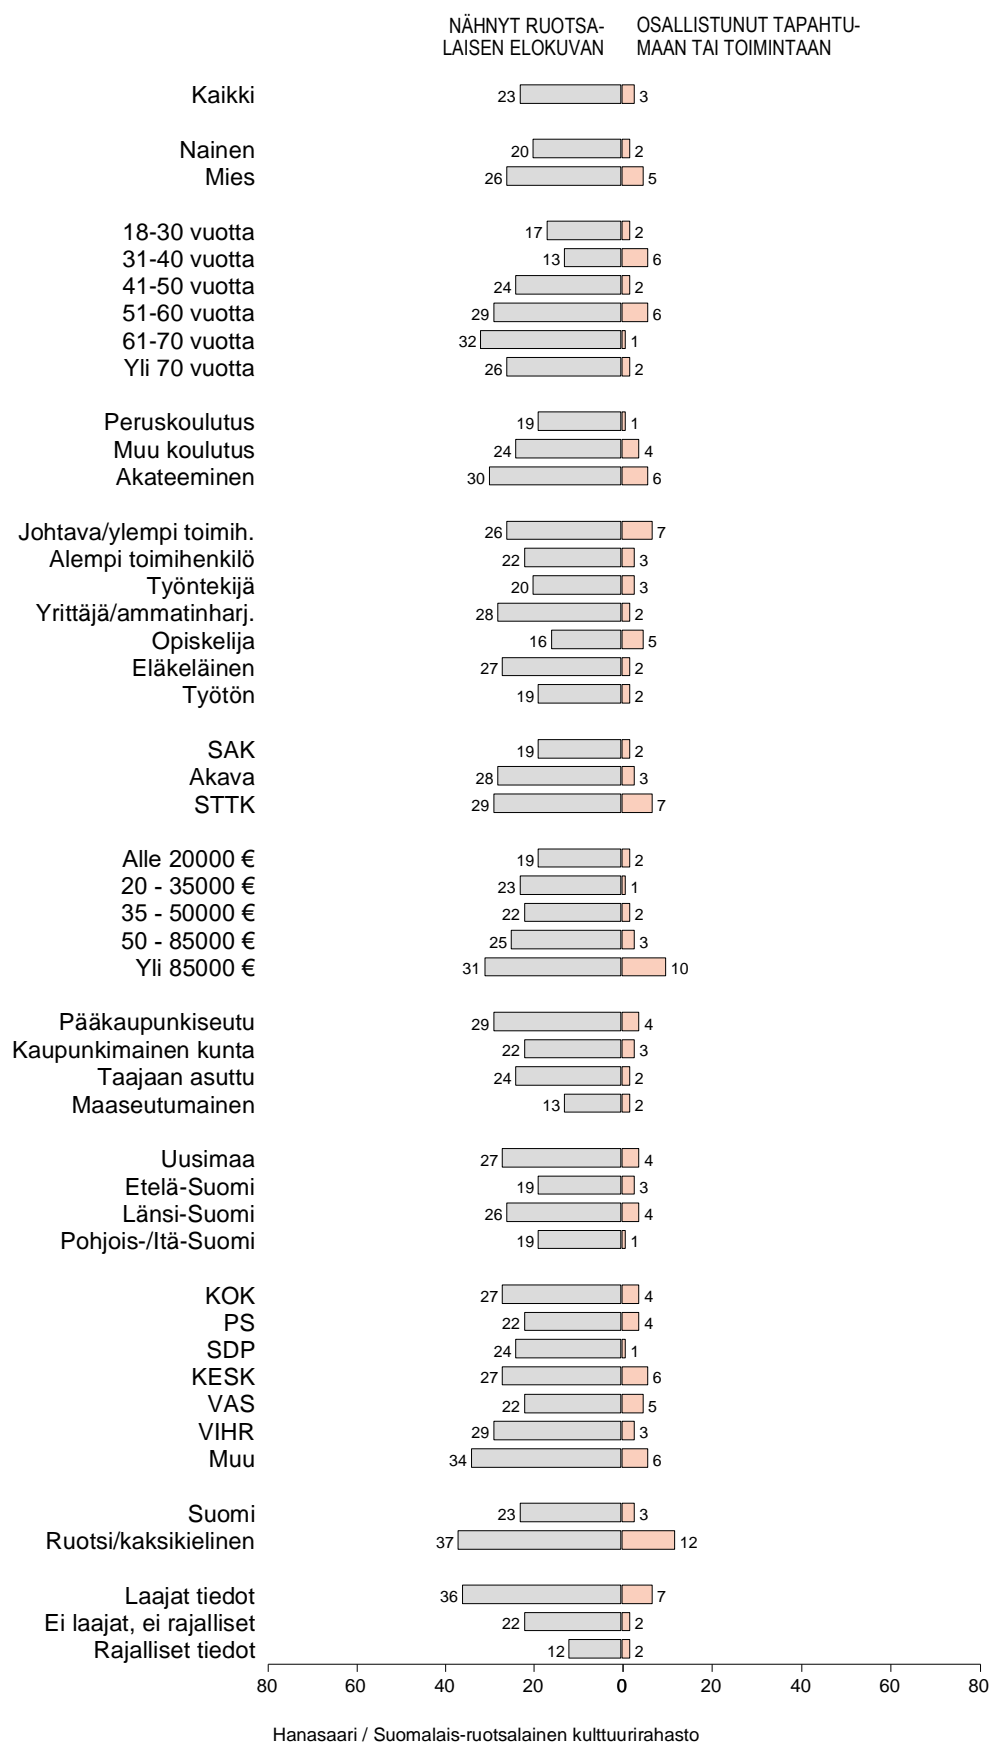 NÄHNYT RUOTSA-
LAISEN ELOKUVAN
OSALLISTUNUT TAPAHTU-
MAAN TAI TOIMINTAAN
Kaikki 23 3
Nainen 20 2
Mies 26 5
18-30 vuotta 17 2
31-40 vuotta 13 6
41-50 vuotta 24 2
51-60 vuotta 29 6
61-70 vuotta 32 1
Yli 70 vuotta 26 2
Peruskoulutus 19 1
Muu koulutus 24 4
Akateeminen 30 6
Johtava/ylempi toimih. 26 7
Alempi toimihenkilö 22 3
Työntekijä 20 3
Yrittäjä/ammatinharj. 28 2
Opiskelija 16 5
Eläkeläinen 27 2
Työtön 19 2
SAK 19 2
Akava 28 3
STTK 29 7
Alle 20000 € 19 2
20 - 35000 € 23 1
35 - 50000 € 22 2
50 - 85000 € 25 3
Yli 85000 € 31 10
Pääkaupunkiseutu 29 4
Kaupunkimainen kunta 22 3
Taajaan asuttu 24 2
Maaseutumainen 13 2
Uusimaa 27 4
Etelä-Suomi 19 3
Länsi-Suomi 26 4
Pohjois-/Itä-Suomi 19 1
KOK 27 4
PS 22 4
SDP 24 1
KESK 27 6
VAS 22 5
VIHR 29 3
Muu 34 6
Suomi 23 3
Ruotsi/kaksikielinen 37 12
Laajat tiedot 36 7
Ei laajat, ei rajalliset 22 2
Rajalliset tiedot 12 2
80 60 40 20 0 20 40 60 80
Hanasaari / Suomalais-ruotsalainen kulttuurirahasto